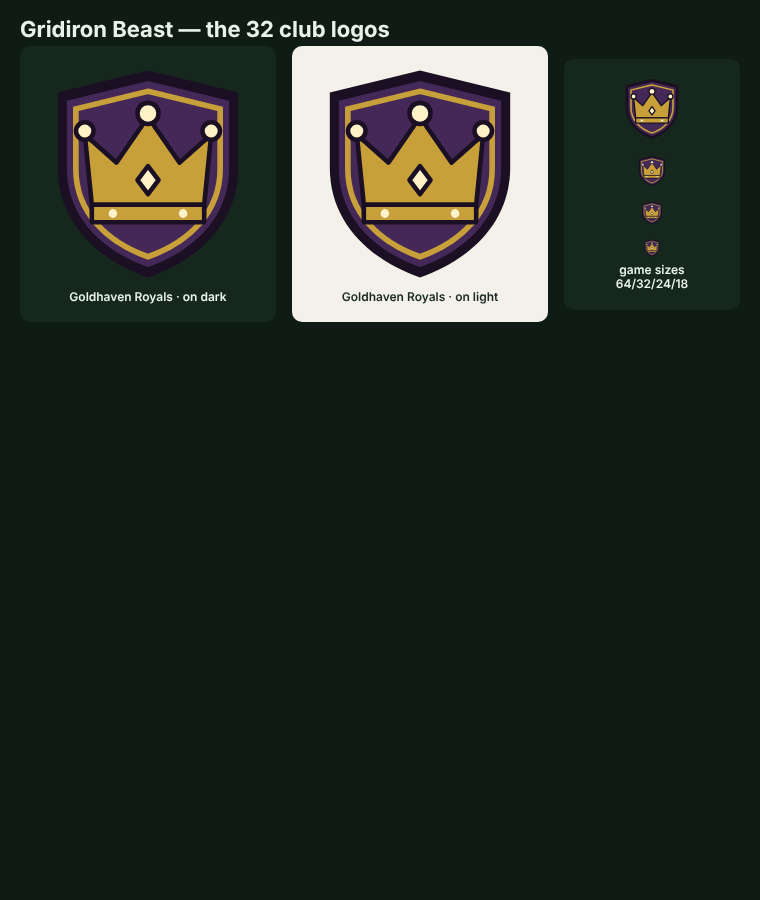 Gridiron Beast — the 32 club logos
Goldhaven Royals · on dark
Goldhaven Royals · on light
game sizes
64/32/24/18